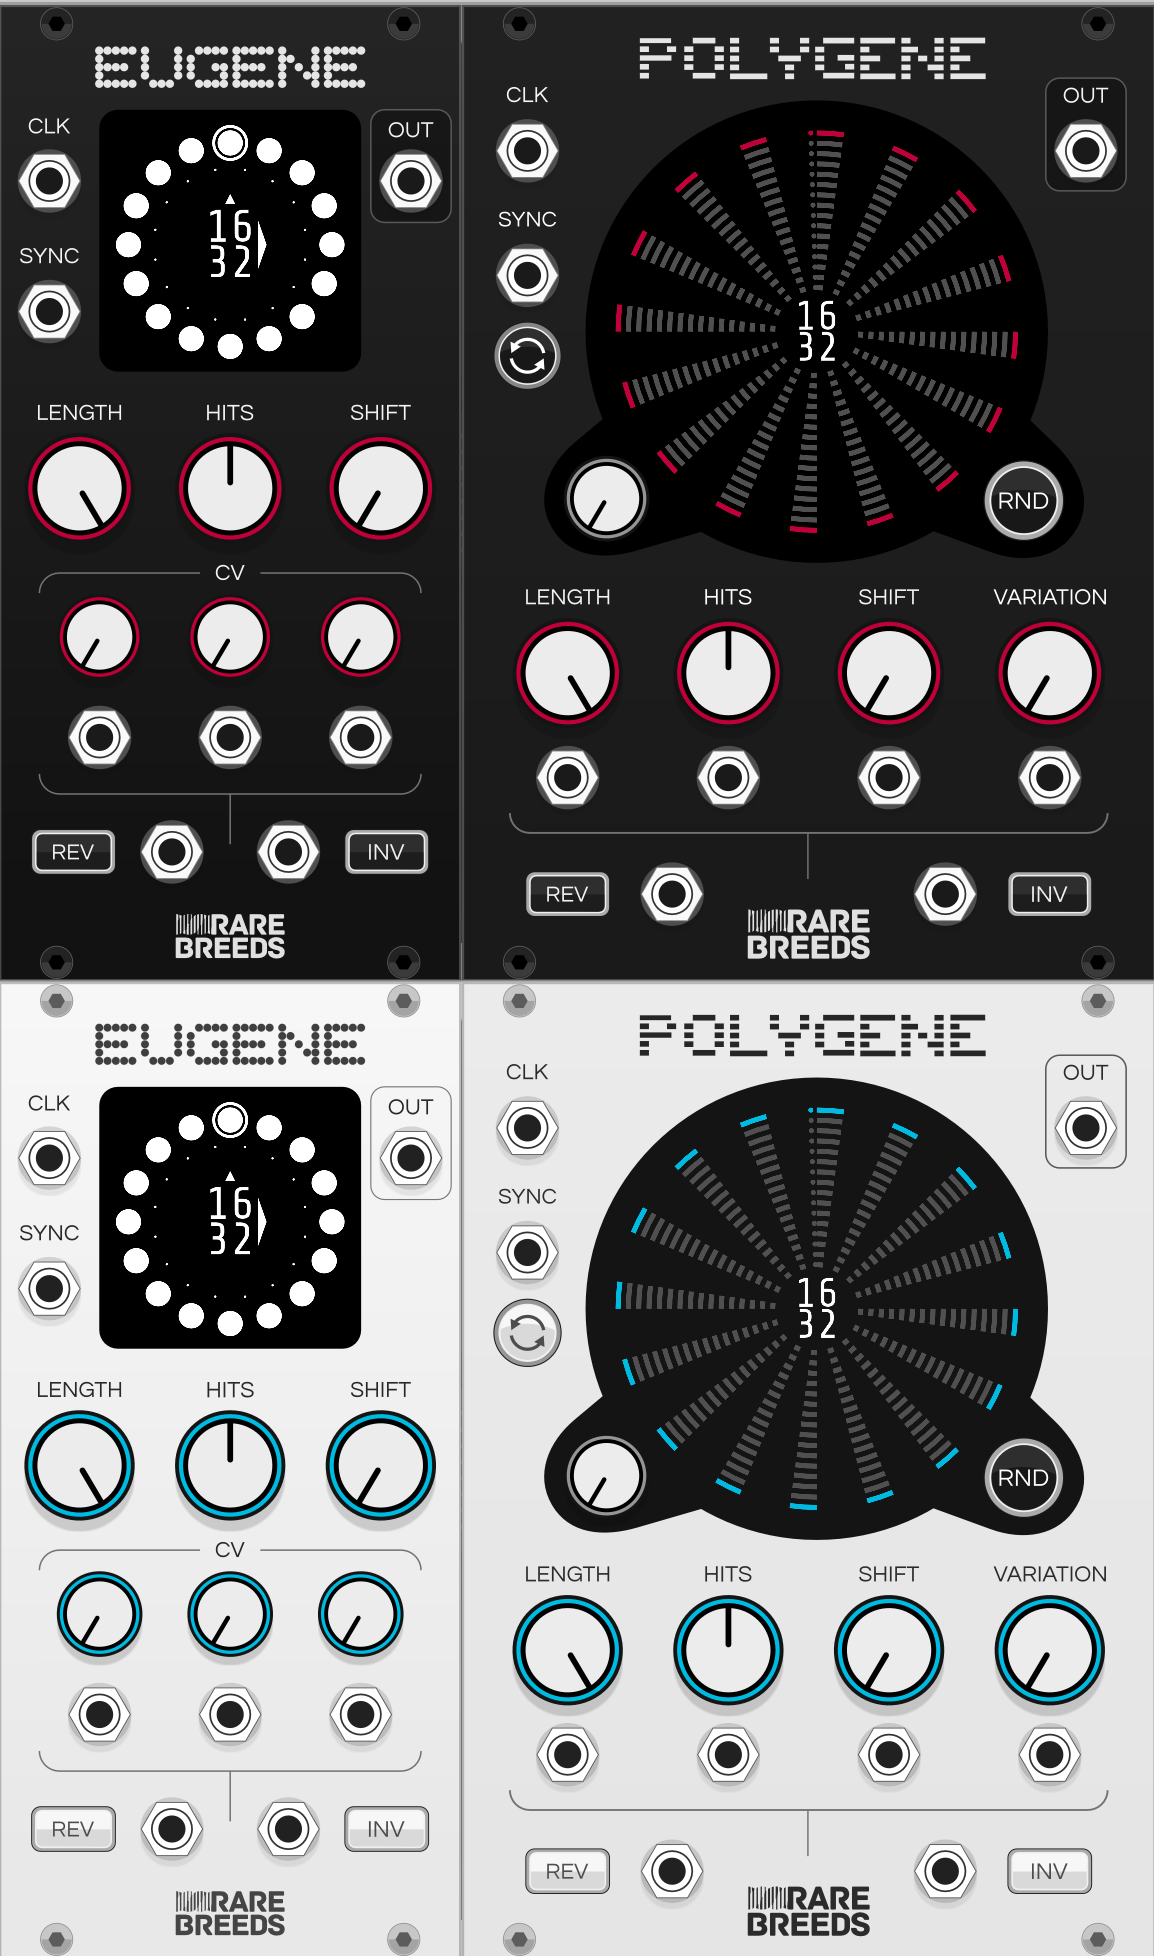 EUGENE
CLK
OUT
SYNC
16
32
LENGTH HITS SHIFT
CV
REV INV
RARE
BREEDS
POLYGENE
CLK
OUT
SYNC
16
32
RND
LENGTH HITS SHIFT VARIATION
REV INV
RARE
BREEDS
EUGENE
CLK
OUT
SYNC
16
32
LENGTH HITS SHIFT
CV
REV INV
RARE
BREEDS
POLYGENE
CLK
OUT
SYNC
16
32
RND
LENGTH HITS SHIFT VARIATION
REV INV
RARE
BREEDS